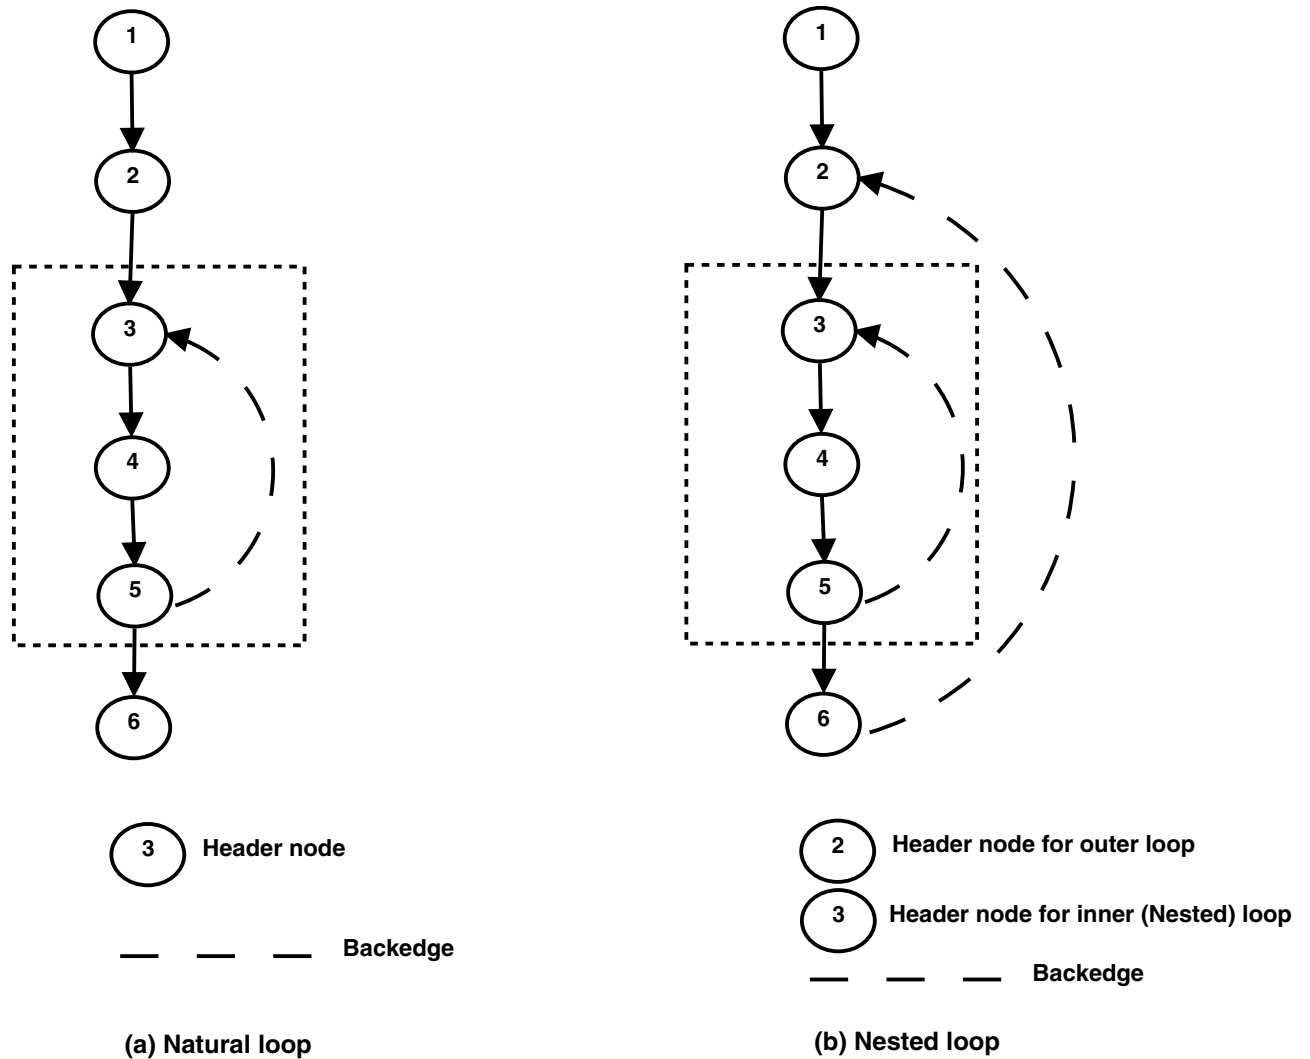 1
2
3
4
5
6
3 Header node
Backedge
(a) Natural loop
1
2
3
4
5
6
2 Header node for outer loop
3 Header node for inner (Nested) loop
Backedge
(b) Nested loop